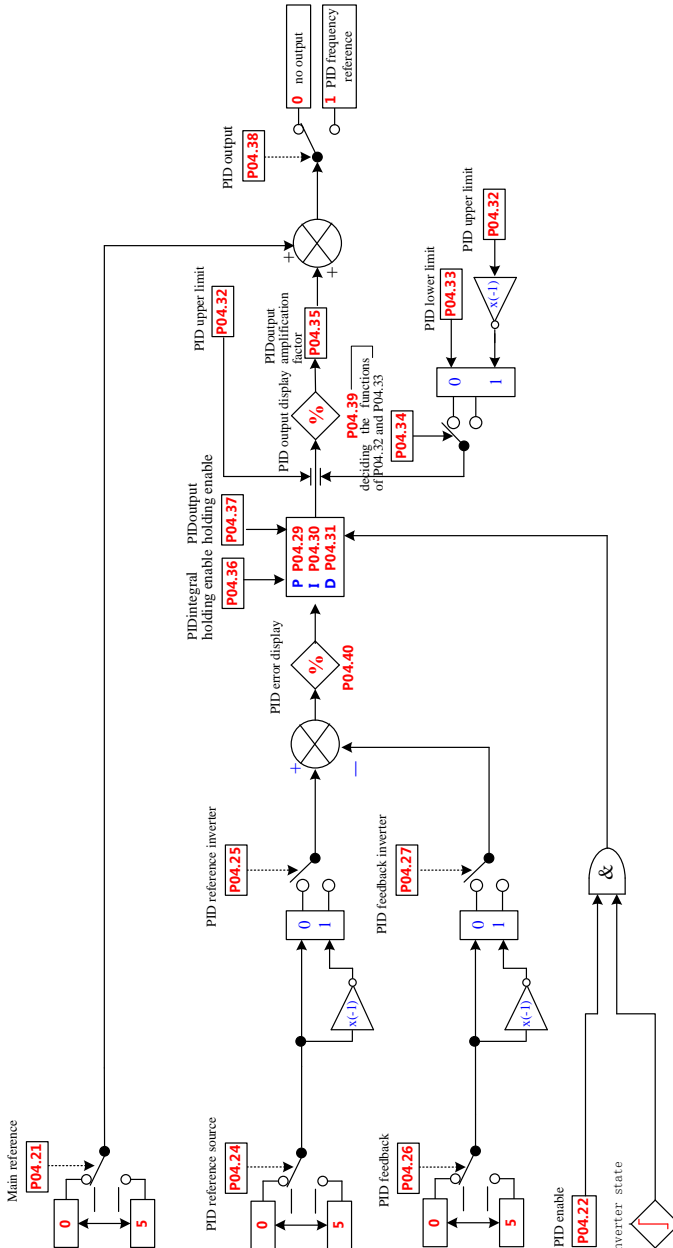 Main reference
P04.21
0
5
PID reference source
P04.24
0
5
x(-1)
PID reference inverter
P04.25
0
1
+
—
PID feedback
P04.26
0
5
x(-1)
PID feedback inverter
P04.27
0
1
PID enable
P04.22
nverter state
&
PID error display
%
P04.40
PIDintegral
holding enable
P04.36
PIDoutput
holding enable
P04.37
P P04.29
I P04.30
D P04.31
PID upper limit
P04.32
PID output display
%
P04.39
deciding the functions
of P04.32 and P04.33
PIDoutput
amplification
factor
P04.35
P04.34
0
1
PID lower limit
P04.33
x(-1)
PID upper limit
P04.32
+
+
PID output
P04.38
0 no output
1 PID frequency
reference